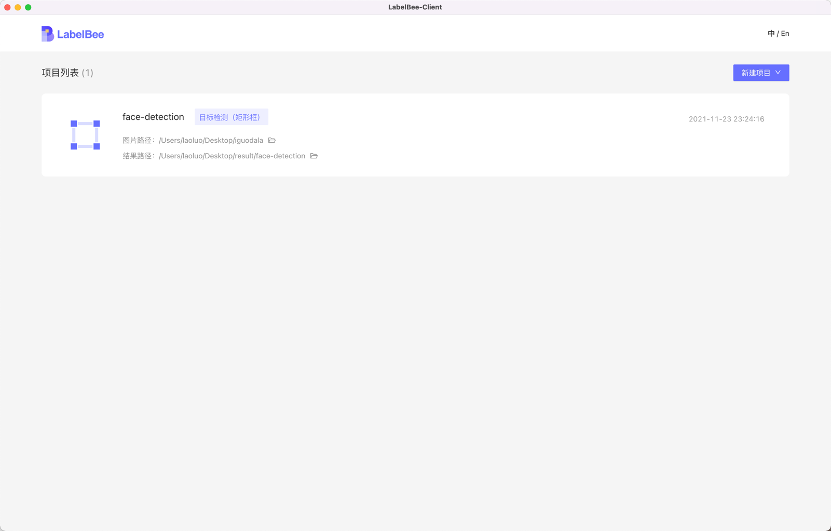 LabelBee-Client
LabelBee
中 / En
项目列表 (1)
新建项目
face-detection
目标检测（矩形框）
2021-11-23 23:24:16
图片路径：/Users/laoluo/Desktop/iguodala
结果路径：/Users/laoluo/Desktop/result/face-detection